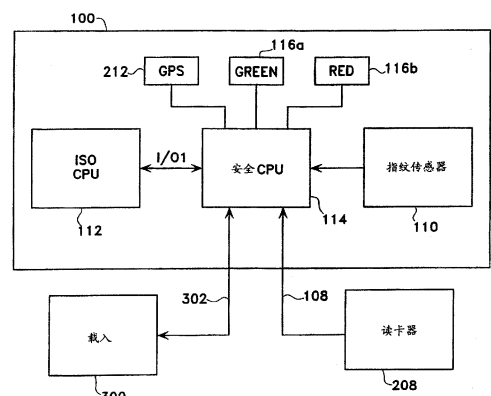 100
116a
212
GPS
GREEN
RED
116b
ISO
CPU
I/O1
安全CPU
指纹传感器
112
114
110
302
108
载入
读卡器
300
208